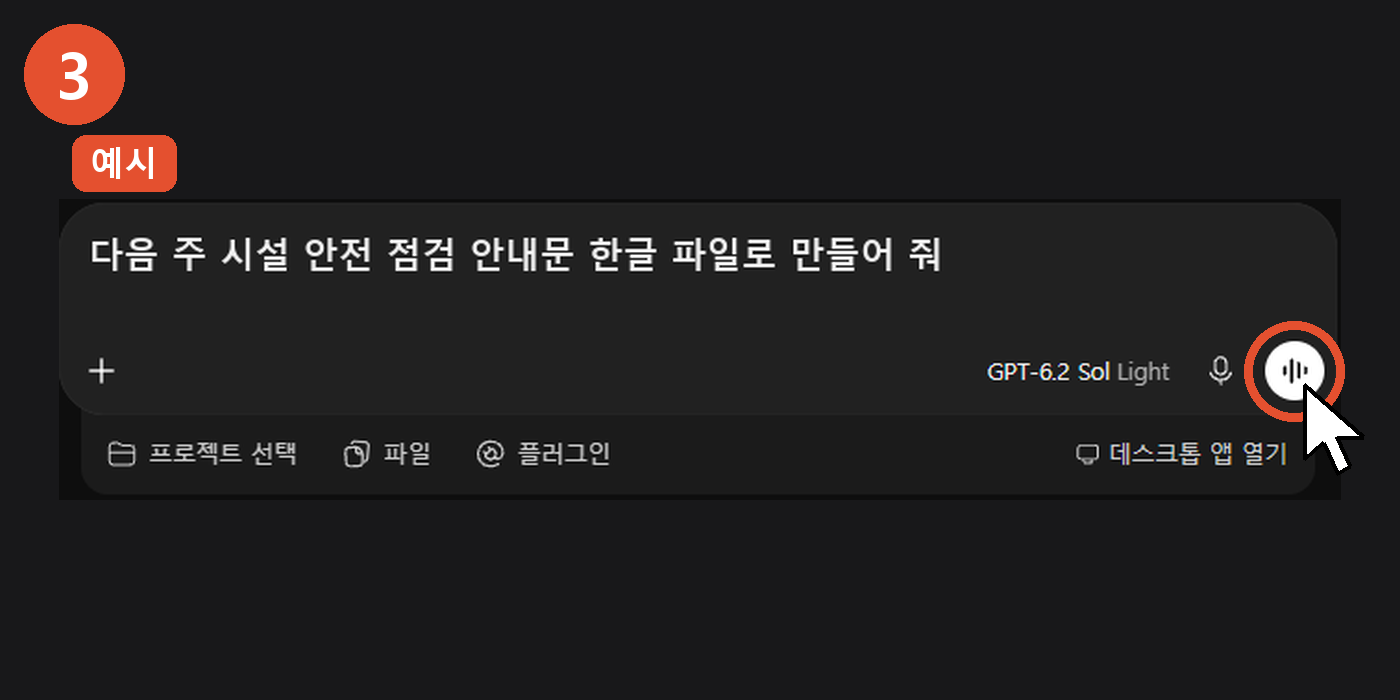 3
예시
다음 주 시설 안전 점검 안내문 한글 파일로 만들어 줘
GPT-6.2 Sol Light
프로젝트 선택 파일 플러그인 데스크톱 앱 열기